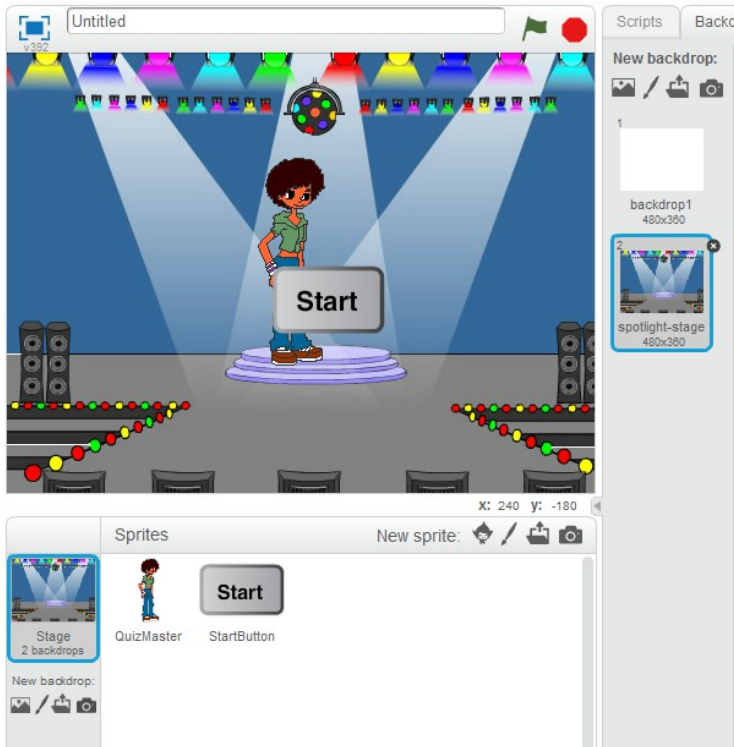 Untitled
v392
Scripts
Backd
New backdrop:
1
backdrop1
480x360
2
spotlight-stage
480x360
Start
X: 240 y: -180
Sprites
New sprite:
Stage
2 backdrops
New backdrop:
Start
QuizMaster
StartButton